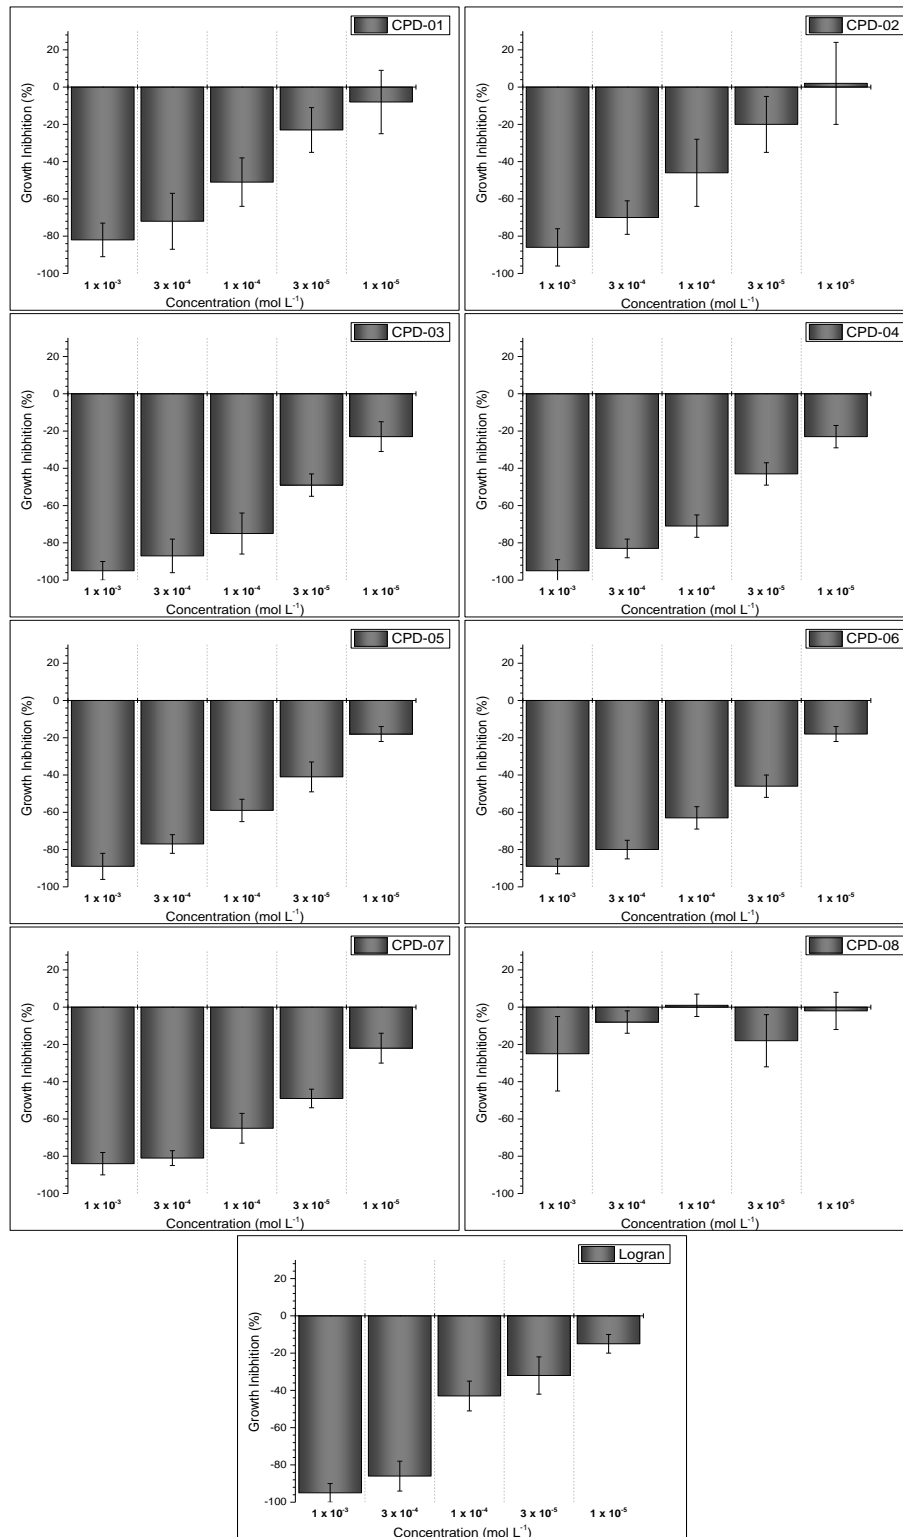 CPD-01
20
0
-20
-40
-60
-80
-100
Growth Inibhition (%)
1 x 10⁻³ 3 x 10⁻⁴ 1 x 10⁻⁴ 3 x 10⁻⁵ 1 x 10⁻⁵
Concentration (mol L⁻¹)
CPD-02
20
0
-20
-40
-60
-80
-100
Growth Inibhition (%)
1 x 10⁻³ 3 x 10⁻⁴ 1 x 10⁻⁴ 3 x 10⁻⁵ 1 x 10⁻⁵
Concentration (mol L⁻¹)
CPD-03
20
0
-20
-40
-60
-80
-100
Growth Inibhition (%)
1 x 10⁻³ 3 x 10⁻⁴ 1 x 10⁻⁴ 3 x 10⁻⁵ 1 x 10⁻⁵
Concentration (mol L⁻¹)
CPD-04
20
0
-20
-40
-60
-80
-100
Growth Inibhition (%)
1 x 10⁻³ 3 x 10⁻⁴ 1 x 10⁻⁴ 3 x 10⁻⁵ 1 x 10⁻⁵
Concentration (mol L⁻¹)
CPD-05
20
0
-20
-40
-60
-80
-100
Growth Inibhition (%)
1 x 10⁻³ 3 x 10⁻⁴ 1 x 10⁻⁴ 3 x 10⁻⁵ 1 x 10⁻⁵
Concentration (mol L⁻¹)
CPD-06
20
0
-20
-40
-60
-80
-100
Growth Inibhition (%)
1 x 10⁻³ 3 x 10⁻⁴ 1 x 10⁻⁴ 3 x 10⁻⁵ 1 x 10⁻⁵
Concentration (mol L⁻¹)
CPD-07
20
0
-20
-40
-60
-80
-100
Growth Inibhition (%)
1 x 10⁻³ 3 x 10⁻⁴ 1 x 10⁻⁴ 3 x 10⁻⁵ 1 x 10⁻⁵
Concentration (mol L⁻¹)
CPD-08
20
0
-20
-40
-60
-80
-100
Growth Inibhition (%)
1 x 10⁻³ 3 x 10⁻⁴ 1 x 10⁻⁴ 3 x 10⁻⁵ 1 x 10⁻⁵
Concentration (mol L⁻¹)
Logran
20
0
-20
-40
-60
-80
-100
Growth Inibhition (%)
1 x 10⁻³ 3 x 10⁻⁴ 1 x 10⁻⁴ 3 x 10⁻⁵ 1 x 10⁻⁵
Concentration (mol L⁻¹)